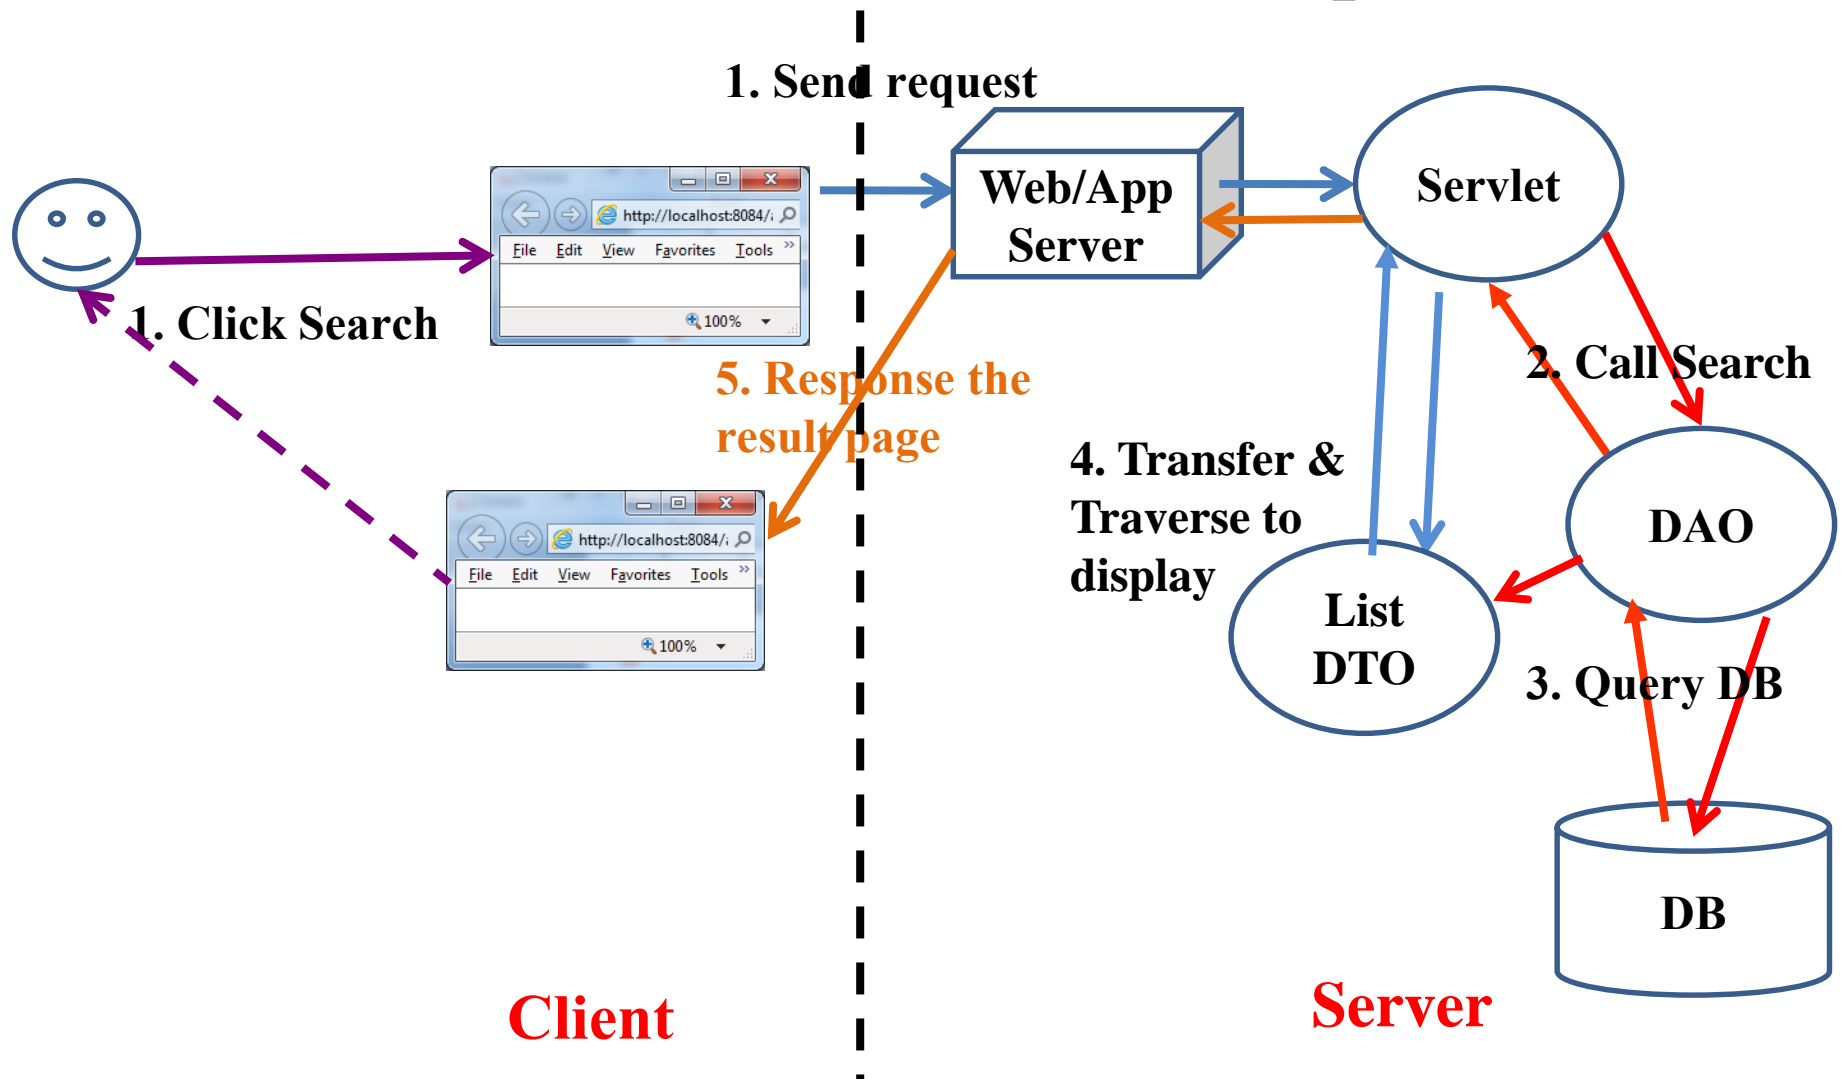 1. Send request
Web/App
Server
Servlet
http://localhost:8084/
File Edit View Favorites Tools »
100%
1. Click Search
2. Call Search
5. Response the
result page
4. Transfer &
Traverse to
display
DAO
http://localhost:8084/
File Edit View Favorites Tools »
100%
List
DTO
3. Query DB
DB
Client
Server